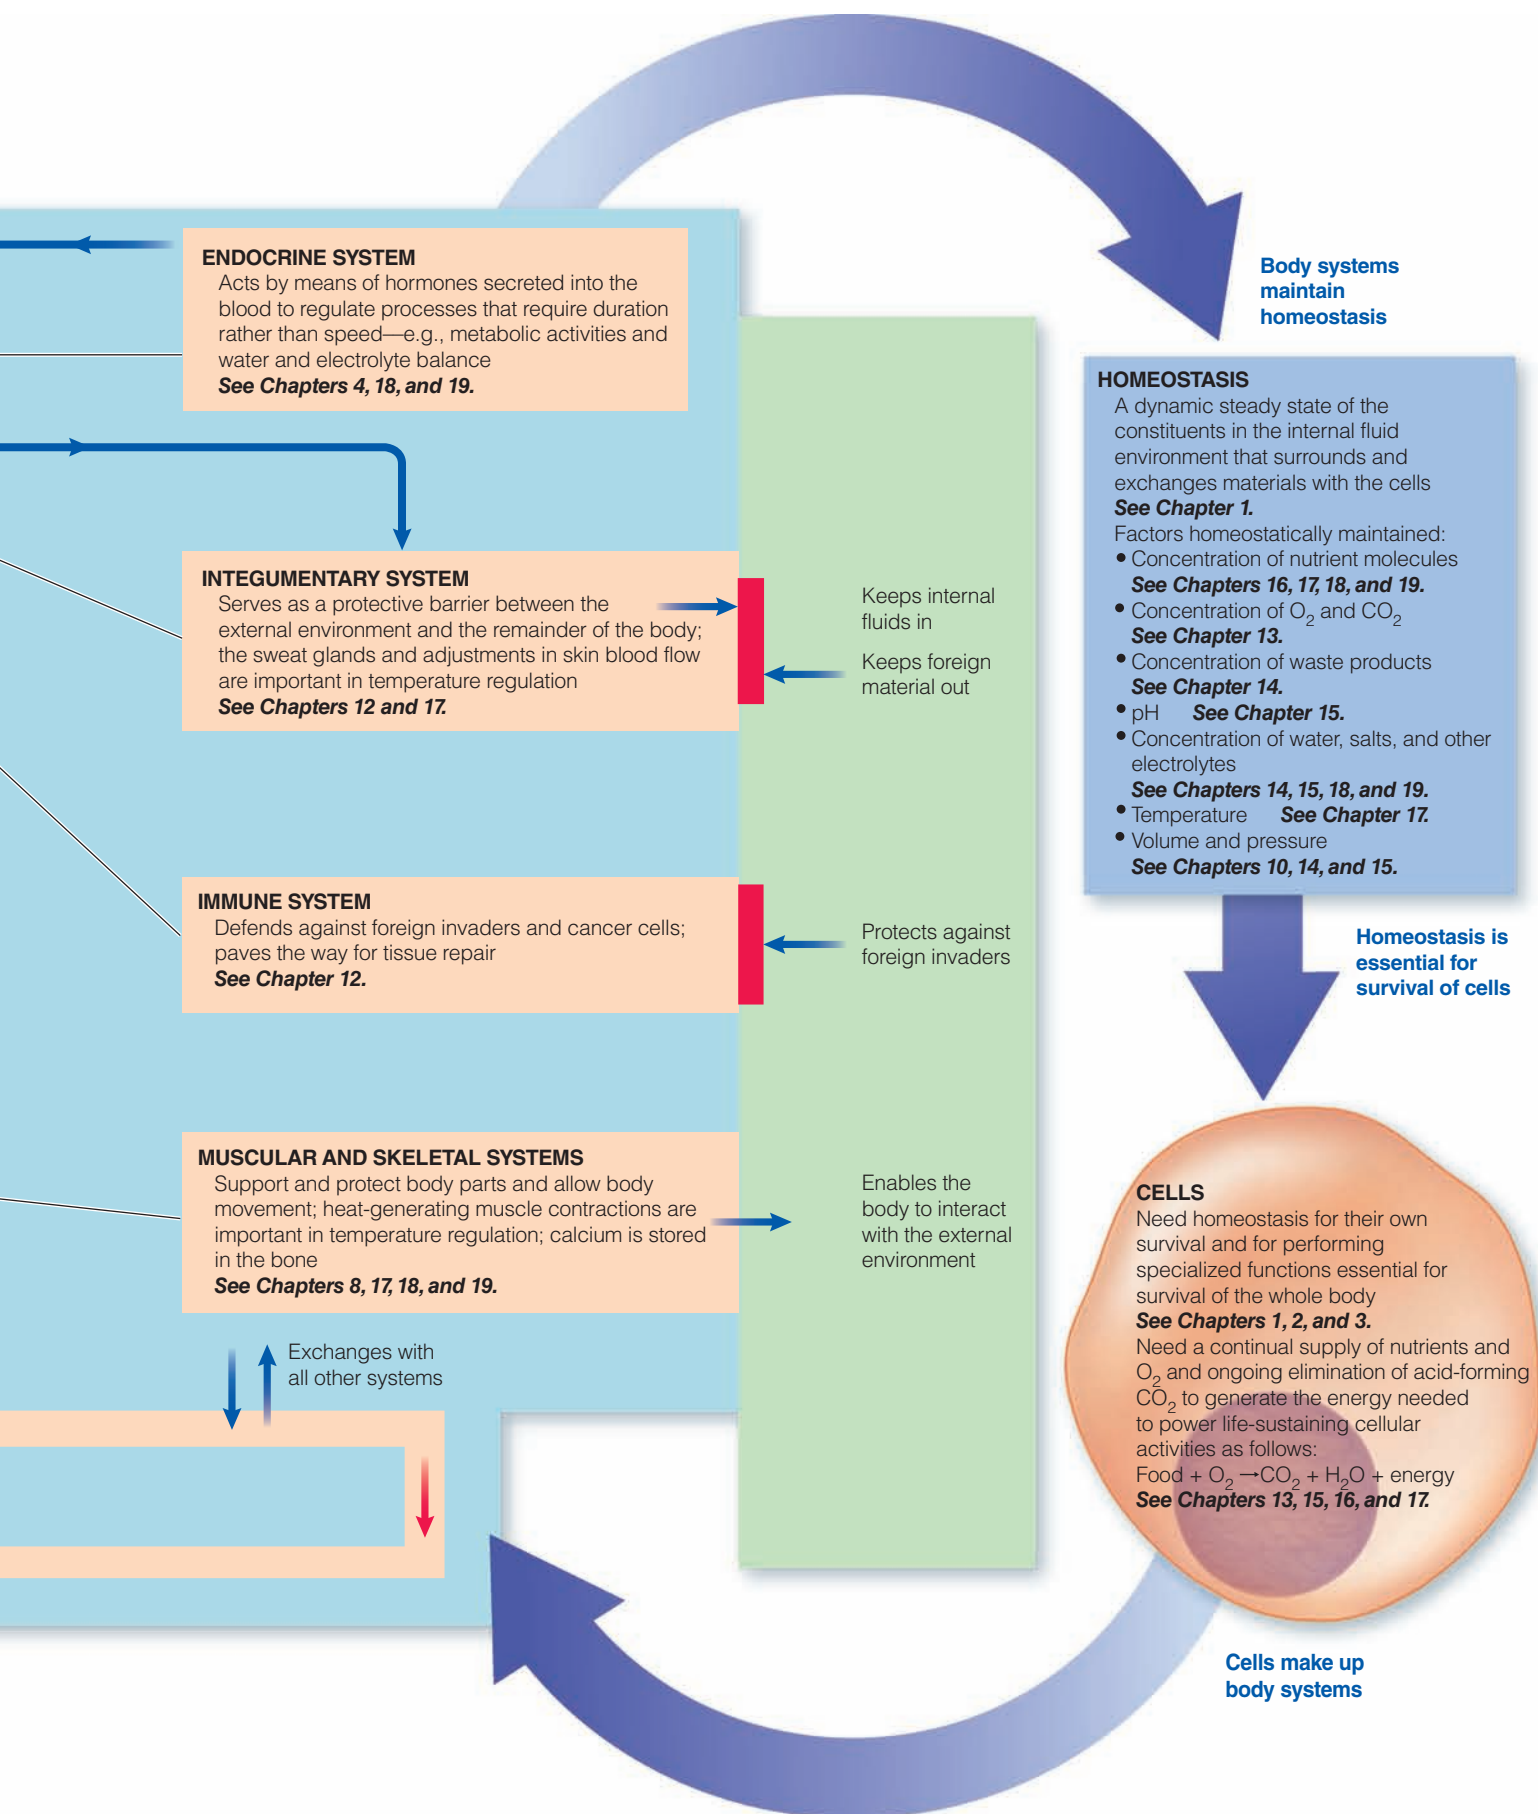 ENDOCRINE SYSTEM
Acts by means of hormones secreted into the
blood to regulate processes that require duration
rather than speed—e.g., metabolic activities and
water and electrolyte balance
See Chapters 4, 18, and 19.
INTEGUMENTARY SYSTEM
Serves as a protective barrier between the
external environment and the remainder of the body;
the sweat glands and adjustments in skin blood flow
are important in temperature regulation
See Chapters 12 and 17.
Keeps internal
fluids in
Keeps foreign
material out
IMMUNE SYSTEM
Defends against foreign invaders and cancer cells;
paves the way for tissue repair
See Chapter 12.
Protects against
foreign invaders
MUSCULAR AND SKELETAL SYSTEMS
Support and protect body parts and allow body
movement; heat-generating muscle contractions are
important in temperature regulation; calcium is stored
in the bone
See Chapters 8, 17, 18, and 19.
Enables the
body to interact
with the external
environment
Exchanges with
all other systems
Body systems
maintain
homeostasis
HOMEOSTASIS
A dynamic steady state of the
constituents in the internal fluid
environment that surrounds and
exchanges materials with the cells
See Chapter 1.
Factors homeostatically maintained:
• Concentration of nutrient molecules
See Chapters 16, 17, 18, and 19.
• Concentration of O₂ and CO₂
See Chapter 13.
• Concentration of waste products
See Chapter 14.
• pH See Chapter 15.
• Concentration of water, salts, and other
electrolytes
See Chapters 14, 15, 18, and 19.
• Temperature See Chapter 17.
• Volume and pressure
See Chapters 10, 14, and 15.
Homeostasis is
essential for
survival of cells
CELLS
Need homeostasis for their own
survival and for performing
specialized functions essential for
survival of the whole body
See Chapters 1, 2, and 3.
Need a continual supply of nutrients and
O₂ and ongoing elimination of acid-forming
CO₂ to generate the energy needed
to power life-sustaining cellular
activities as follows:
Food + O₂ → CO₂ + H₂O + energy
See Chapters 13, 15, 16, and 17.
Cells make up
body systems